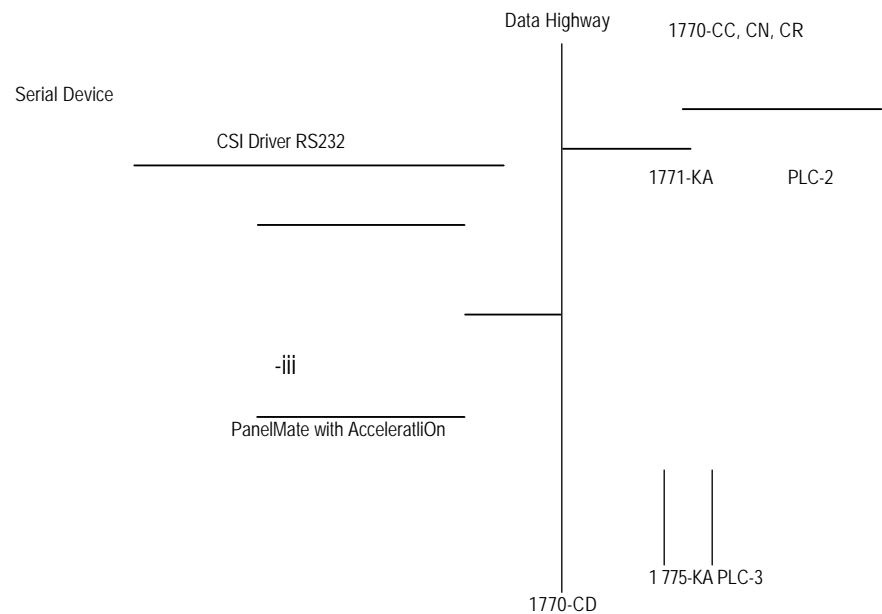 Data Highway
1770-CC, CN, CR
Serial Device
CSI Driver RS232
1771-KA PLC-2
-iii
PanelMate with AcceleratliOn
1 775-KA PLC-3
1770-CD